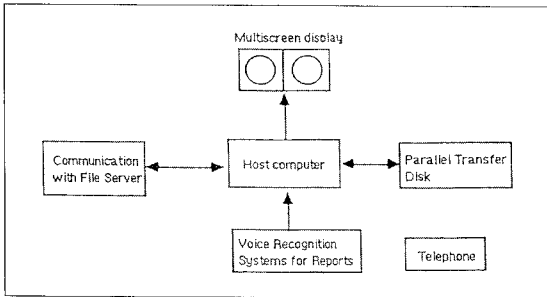 Multiscreen display
Communication
with File Server
Host computer
Parallel Transfer
Disk
Voice Recognition
Systems for Reports
Telephone